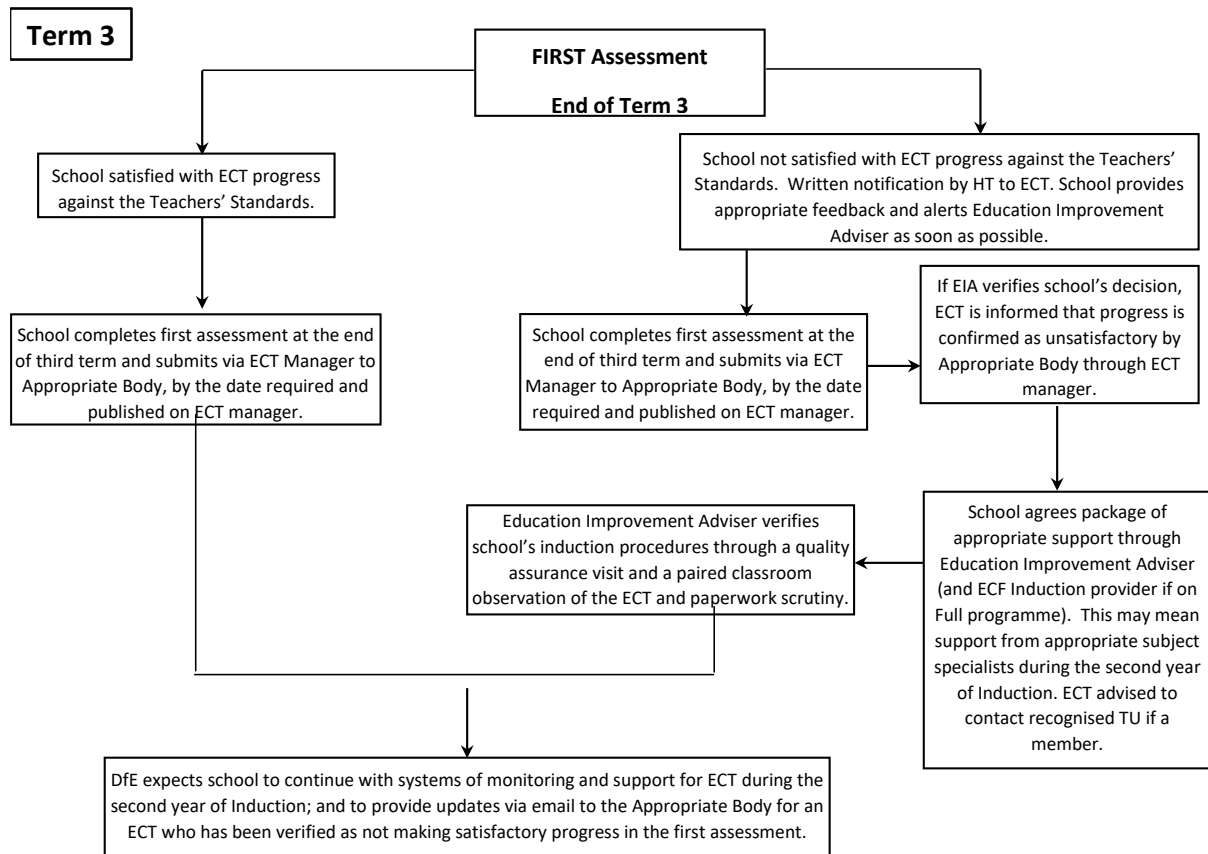 Term 3
FIRST Assessment
End of Term 3
School satisfied with ECT progress
against the Teachers’ Standards.
School not satisfied with ECT progress against the Teachers’
Standards.  Written notification by HT to ECT. School provides
appropriate feedback and alerts Education Improvement
Adviser as soon as possible.
School completes first assessment at the end
of third term and submits via ECT Manager to
Appropriate Body, by the date required and
published on ECT manager.
School completes first assessment at the
end of third term and submits via ECT
Manager to Appropriate Body, by the date
required and published on ECT manager.
If EIA verifies school’s decision,
ECT is informed that progress is
confirmed as unsatisfactory by
Appropriate Body through ECT
manager.
Education Improvement Adviser verifies
school’s induction procedures through a quality
assurance visit and a paired classroom
observation of the ECT and paperwork scrutiny.
School agrees package of
appropriate support through
Education Improvement Adviser
(and ECF Induction provider if on
Full programme).  This may mean
support from appropriate subject
specialists during the second year
of Induction. ECT advised to
contact recognised TU if a
member.
DfE expects school to continue with systems of monitoring and support for ECT during the
second year of Induction; and to provide updates via email to the Appropriate Body for an
ECT who has been verified as not making satisfactory progress in the first assessment.